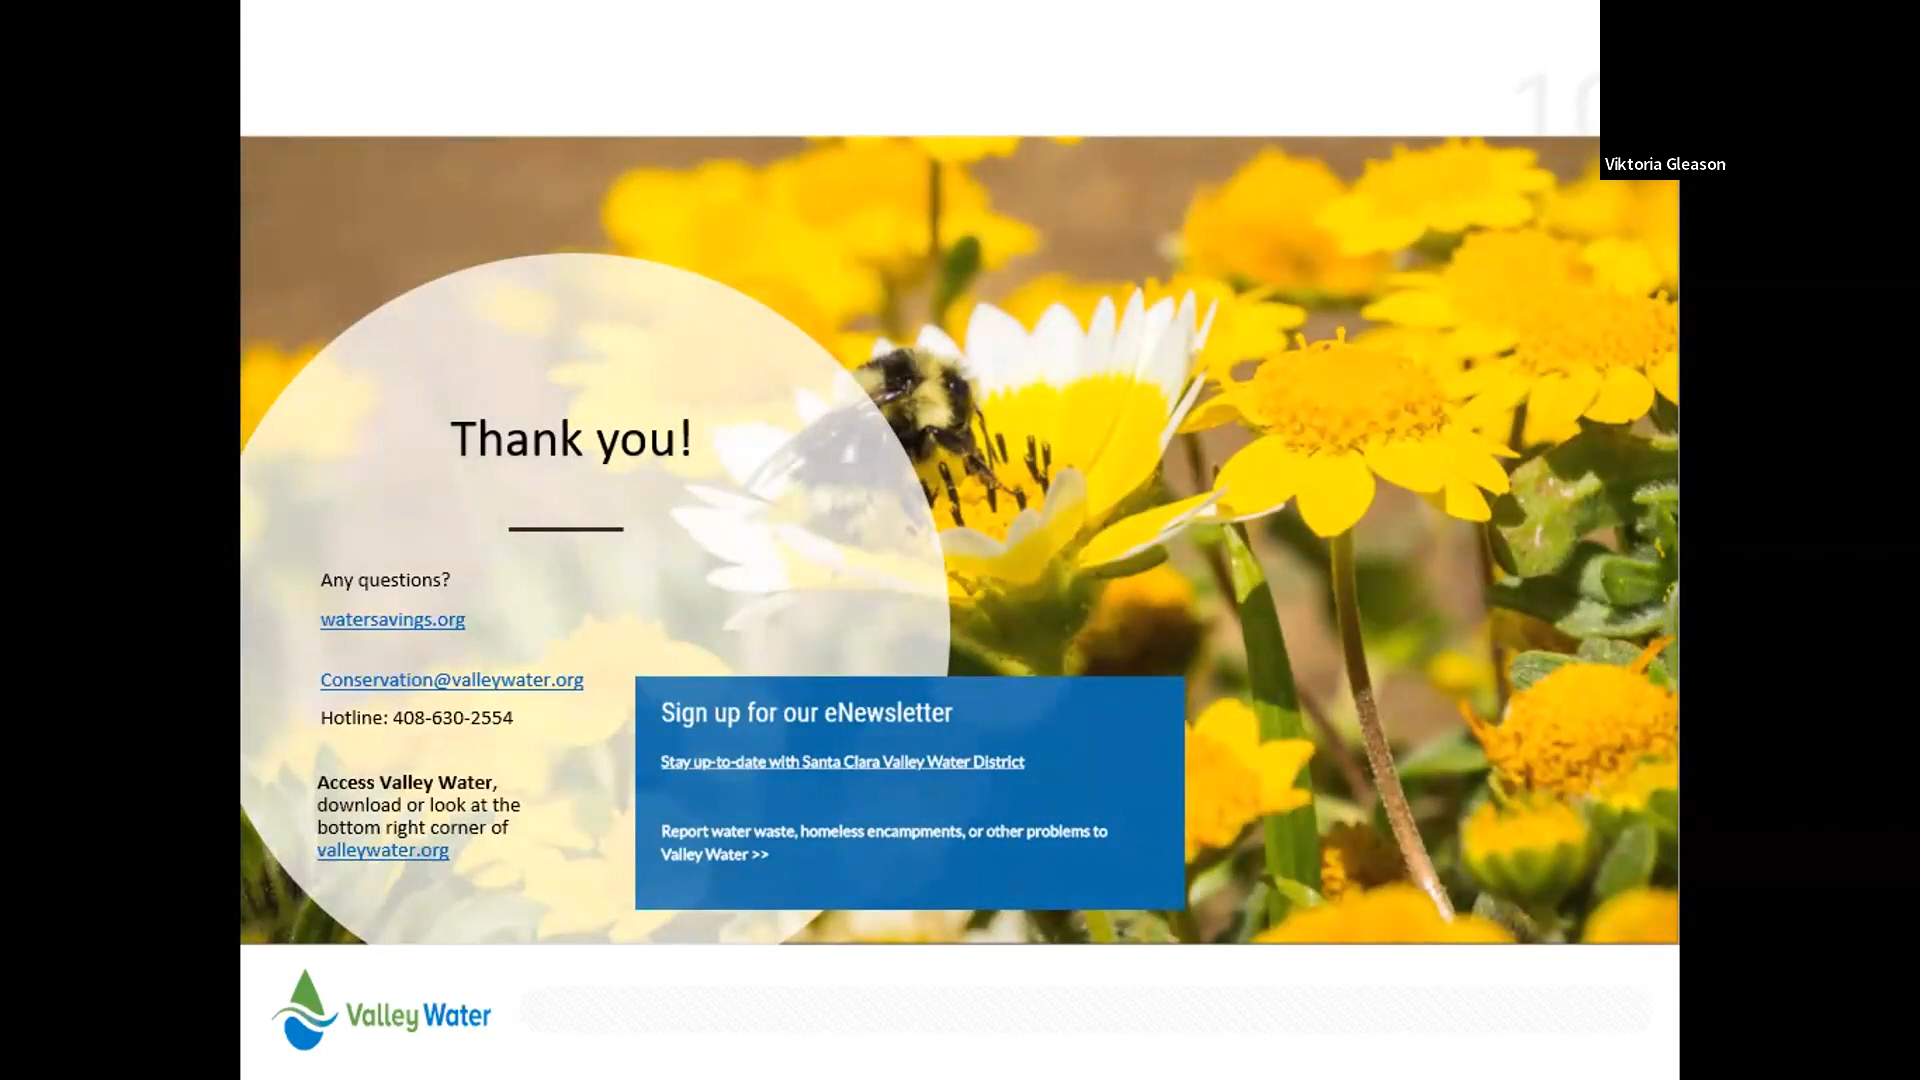 10
Viktoria Gleason
Thank you!
Any questions?
watersavings.org
Conservation@valleywater.org
Hotline: 408-630-2554
Access Valley Water,
download or look at the
bottom right corner of
valleywater.org
Sign up for our eNewsletter
Stay up-to-date with Santa Clara Valley Water District
Report water waste, homeless encampments, or other problems to
Valley Water >>
Valley Water